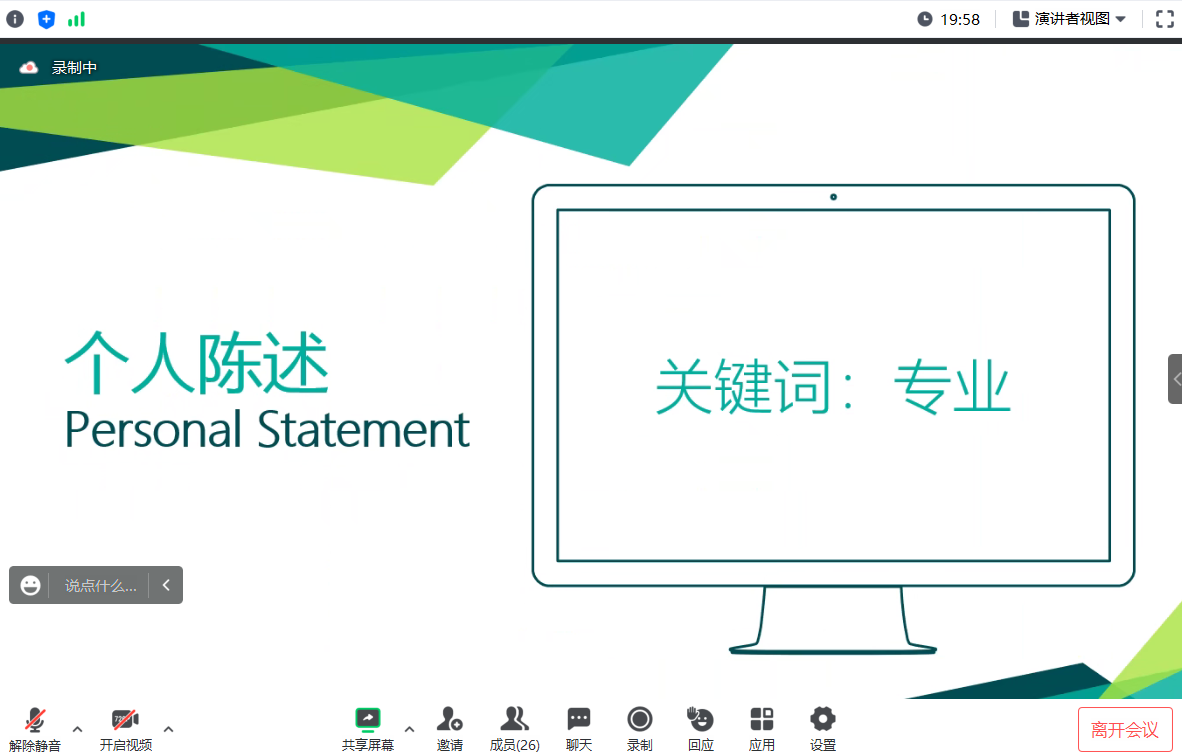 19:58
演讲者视图
录制中
个人陈述
Personal Statement
关键词：专业
说点什么...
解除静音
开启视频
共享屏幕
邀请
成员(26)
聊天
录制
回应
应用
设置
离开会议